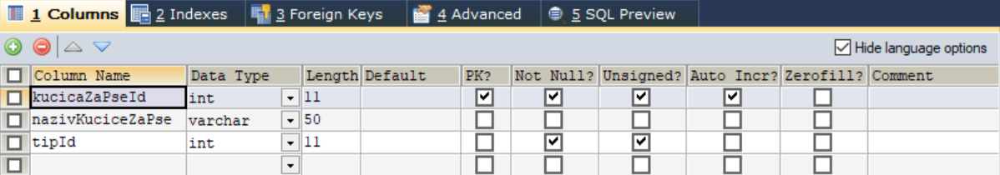 1 Columns 2 Indexes 3 Foreign Keys 4 Advanced 5 SQL Preview
Hide language options
Column Name Data Type Length Default PK? Not Null? Unsigned? Auto Incr? Zerofill? Comment
kucicaZaPseId int 11
nazivKuciceZaPse varchar 50
tipId int 11